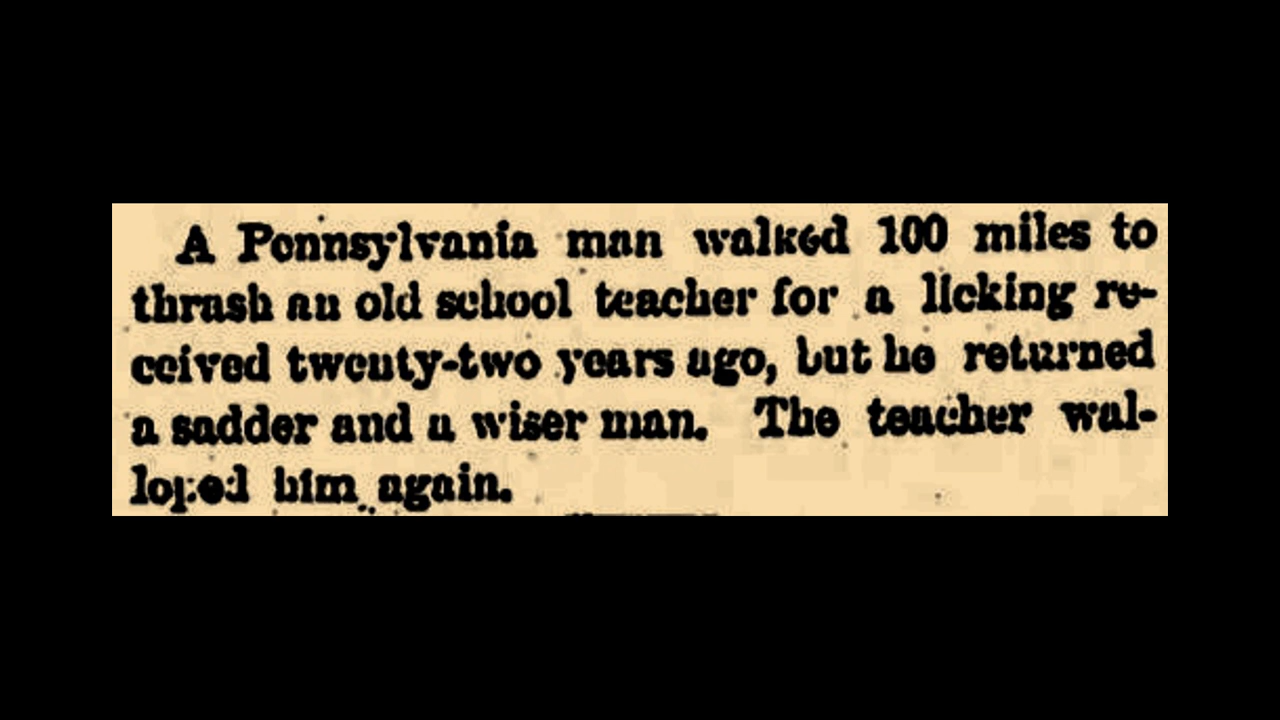 A Pennsylvania man walked 100 miles to
thrash an old school teacher for a licking re-
ceived twenty-two years ago, but he returned
a sadder and a wiser man. The teacher wal-
loped him again.